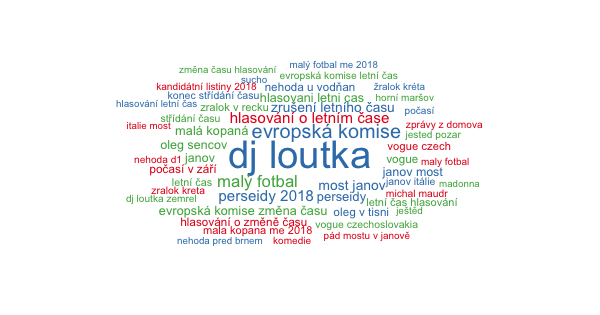 malý fotbal me 2018
změna času hlasování
evropská komise letní čas
sucho
kandidátní listiny 2018
nehoda u vodňan
žralok kréta
konec střídání času
hlasovani letni cas
horní maršov
hlasování letní čas
zralok v recku
zrušení letního času
počasí
střídání času
hlasování o letním čase
italie most
malá kopaná
evropská komise
zprávy z domova
jested pozar
oleg sencov
dj loutka
vogue czech
nehoda d1
janov
vogue
maly fotbal
počasí v září
janov most
letní čas
maly fotbal
most janov
janov itálie
madonna
zralok kreta
perseidy 2018
perseidy
michal maudr
dj loutka zemrel
letní čas hlasování
evropská komise změna času
oleg v tisni
ještěd
hlasování o změně času
vogue czechoslovakia
mala kopana me 2018
pád mostu v janově
nehoda pred brnem
komedie